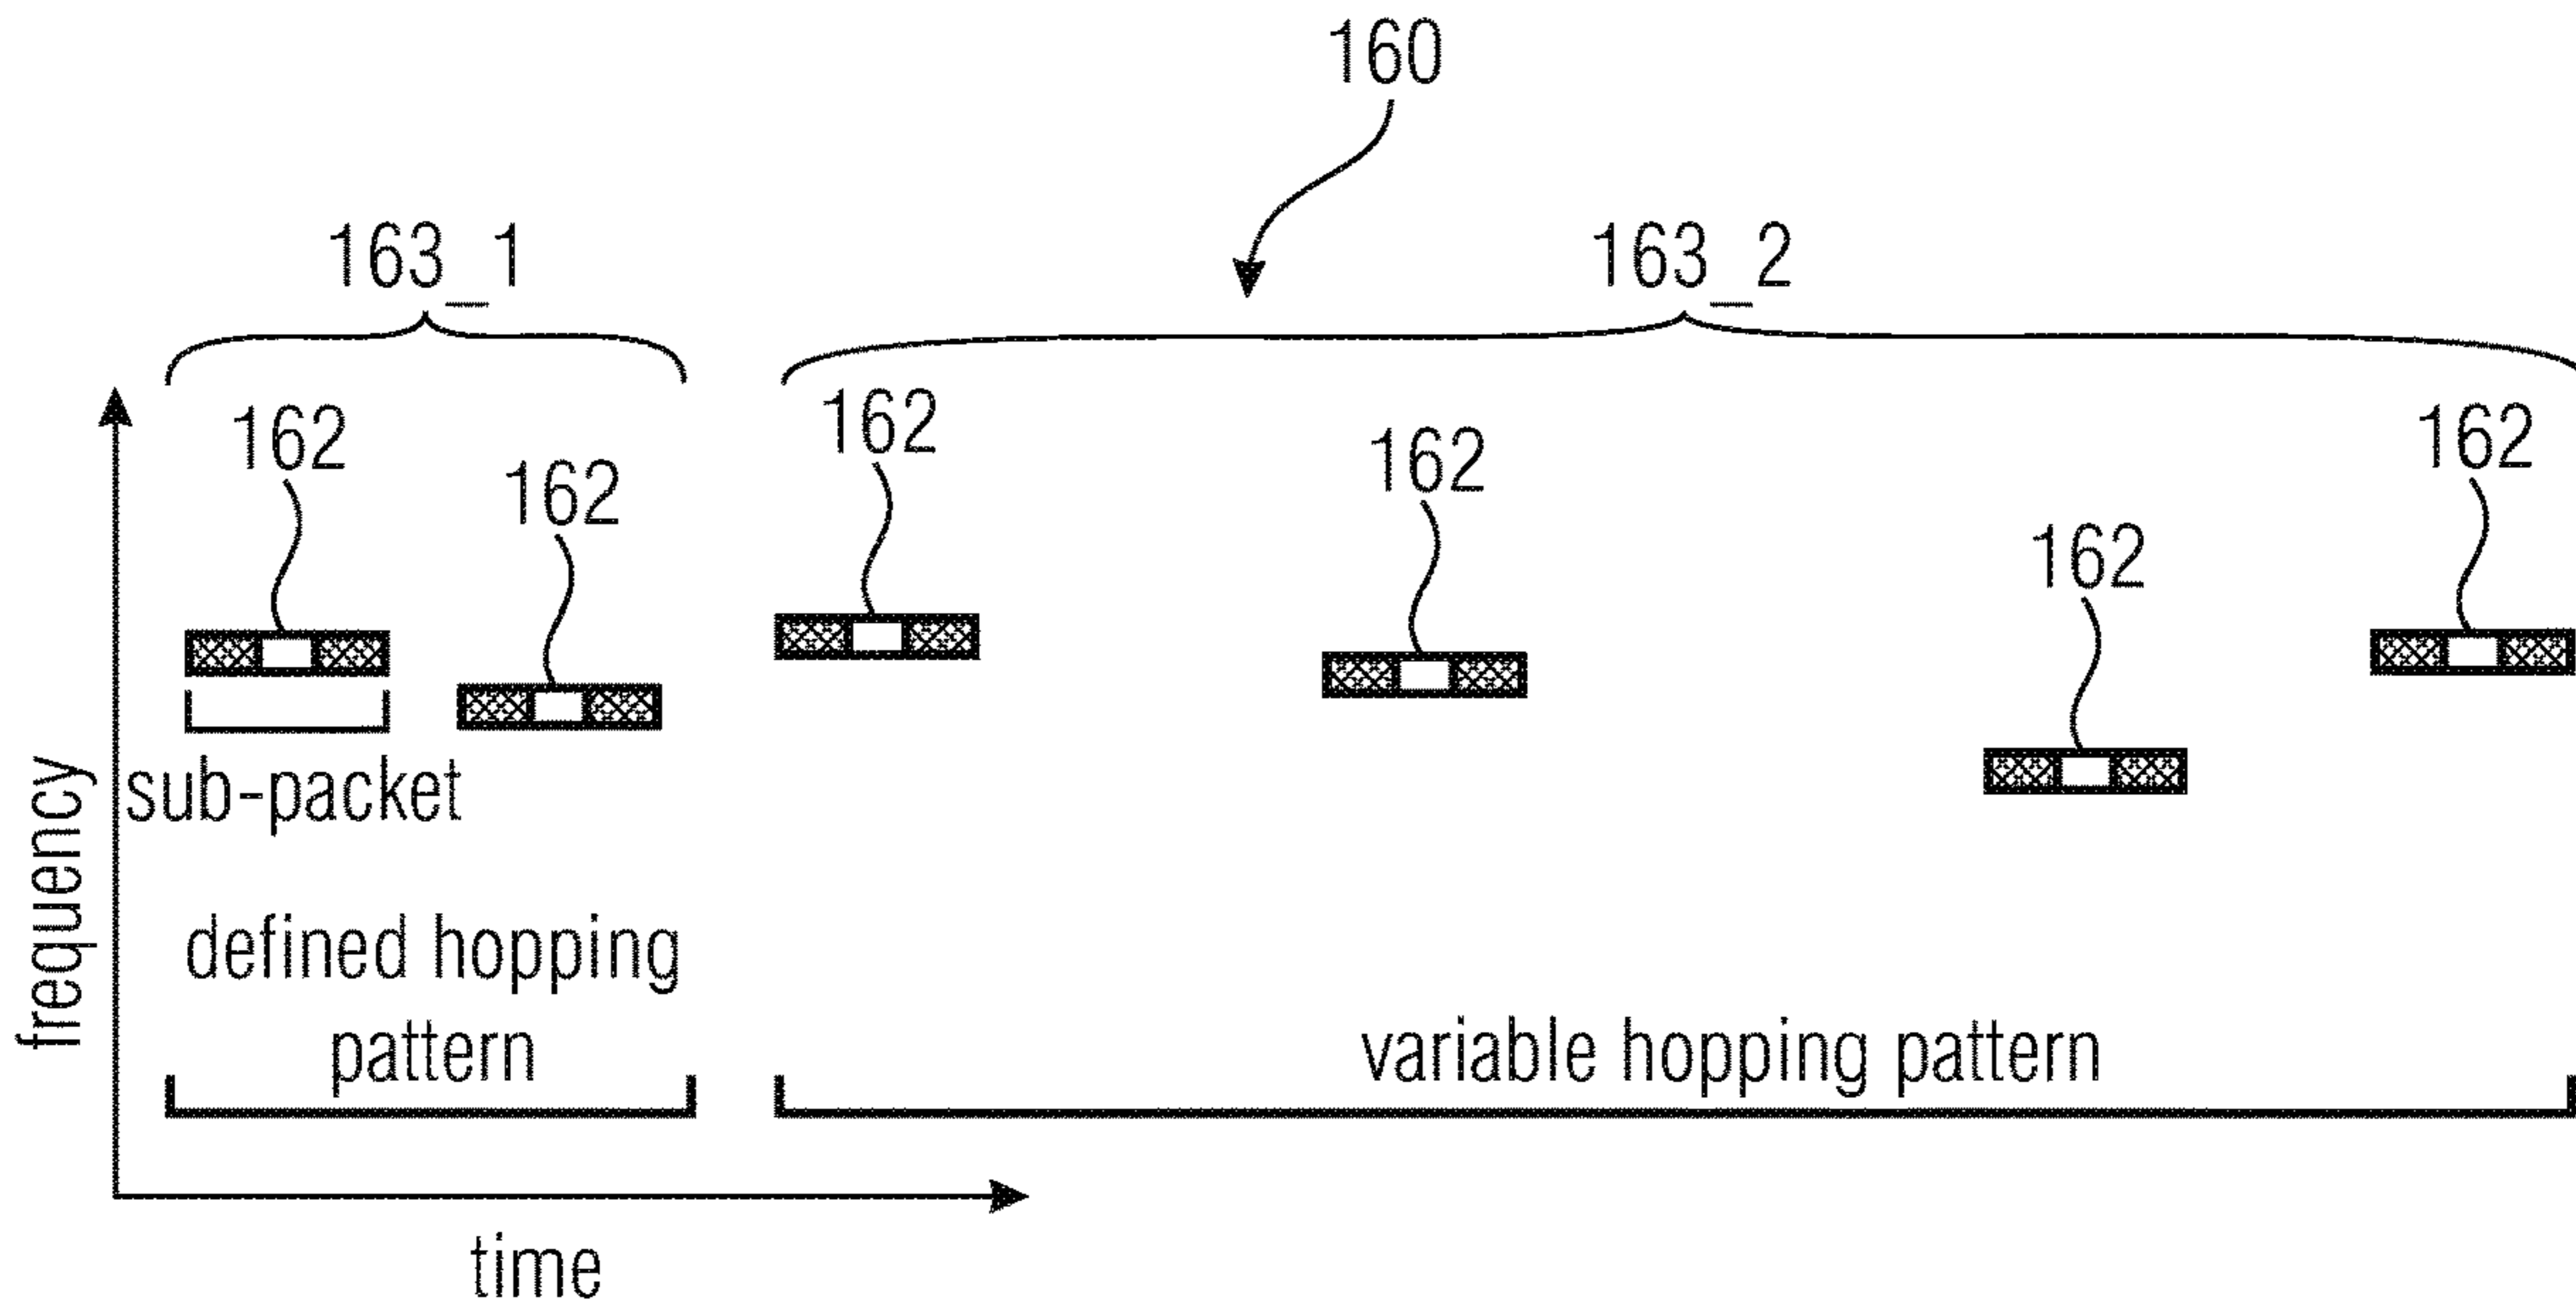 160
163_1
163_2
162
162
162
162
162
162
sub-packet
frequency
defined hopping
pattern
variable hopping pattern
time